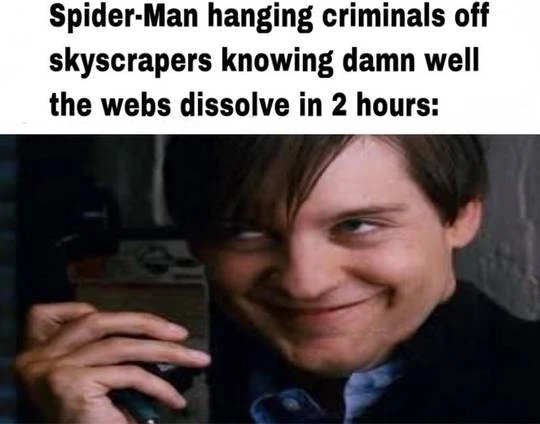 Spider-Man hanging criminals off
skyscrapers knowing damn well
the webs dissolve in 2 hours: